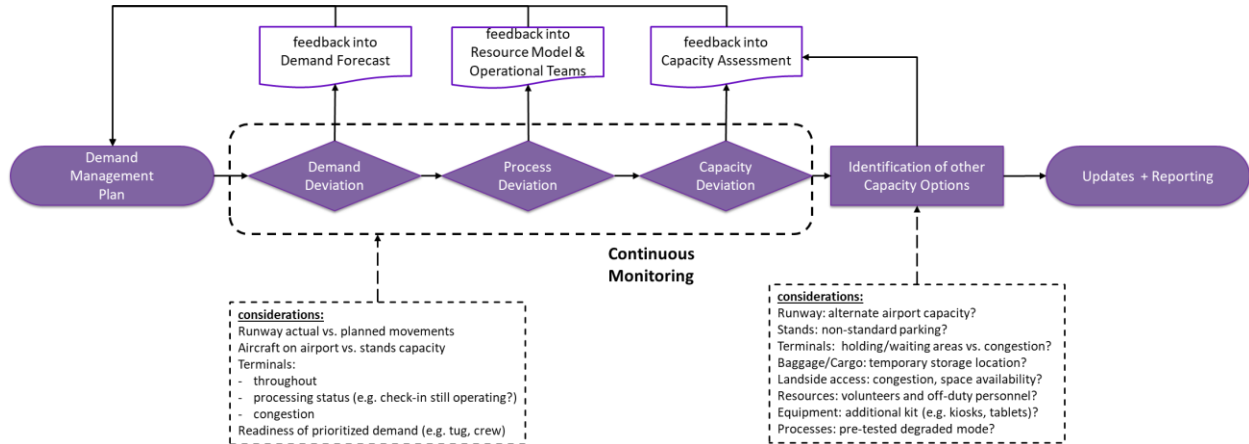 feedback into
Demand Forecast
feedback into
Resource Model &
Operational Teams
feedback into
Capacity Assessment
Demand
Management
Plan
Demand
Deviation
Process
Deviation
Capacity
Deviation
Identification of other
Capacity Options
Updates + Reporting
Continuous
Monitoring
considerations:
Runway actual vs. planned movements
Aircraft on airport vs. stands capacity
Terminals:
- throughout
- processing status (e.g. check-in still operating?)
- congestion
Readiness of prioritized demand (e.g. tug, crew)
considerations:
Runway: alternate airport capacity?
Stands: non-standard parking?
Terminals: holding/waiting areas vs. congestion?
Baggage/Cargo: temporary storage location?
Landside access: congestion, space availability?
Resources: volunteers and off-duty personnel?
Equipment: additional kit (e.g. kiosks, tablets)?
Processes: pre-tested degraded mode?